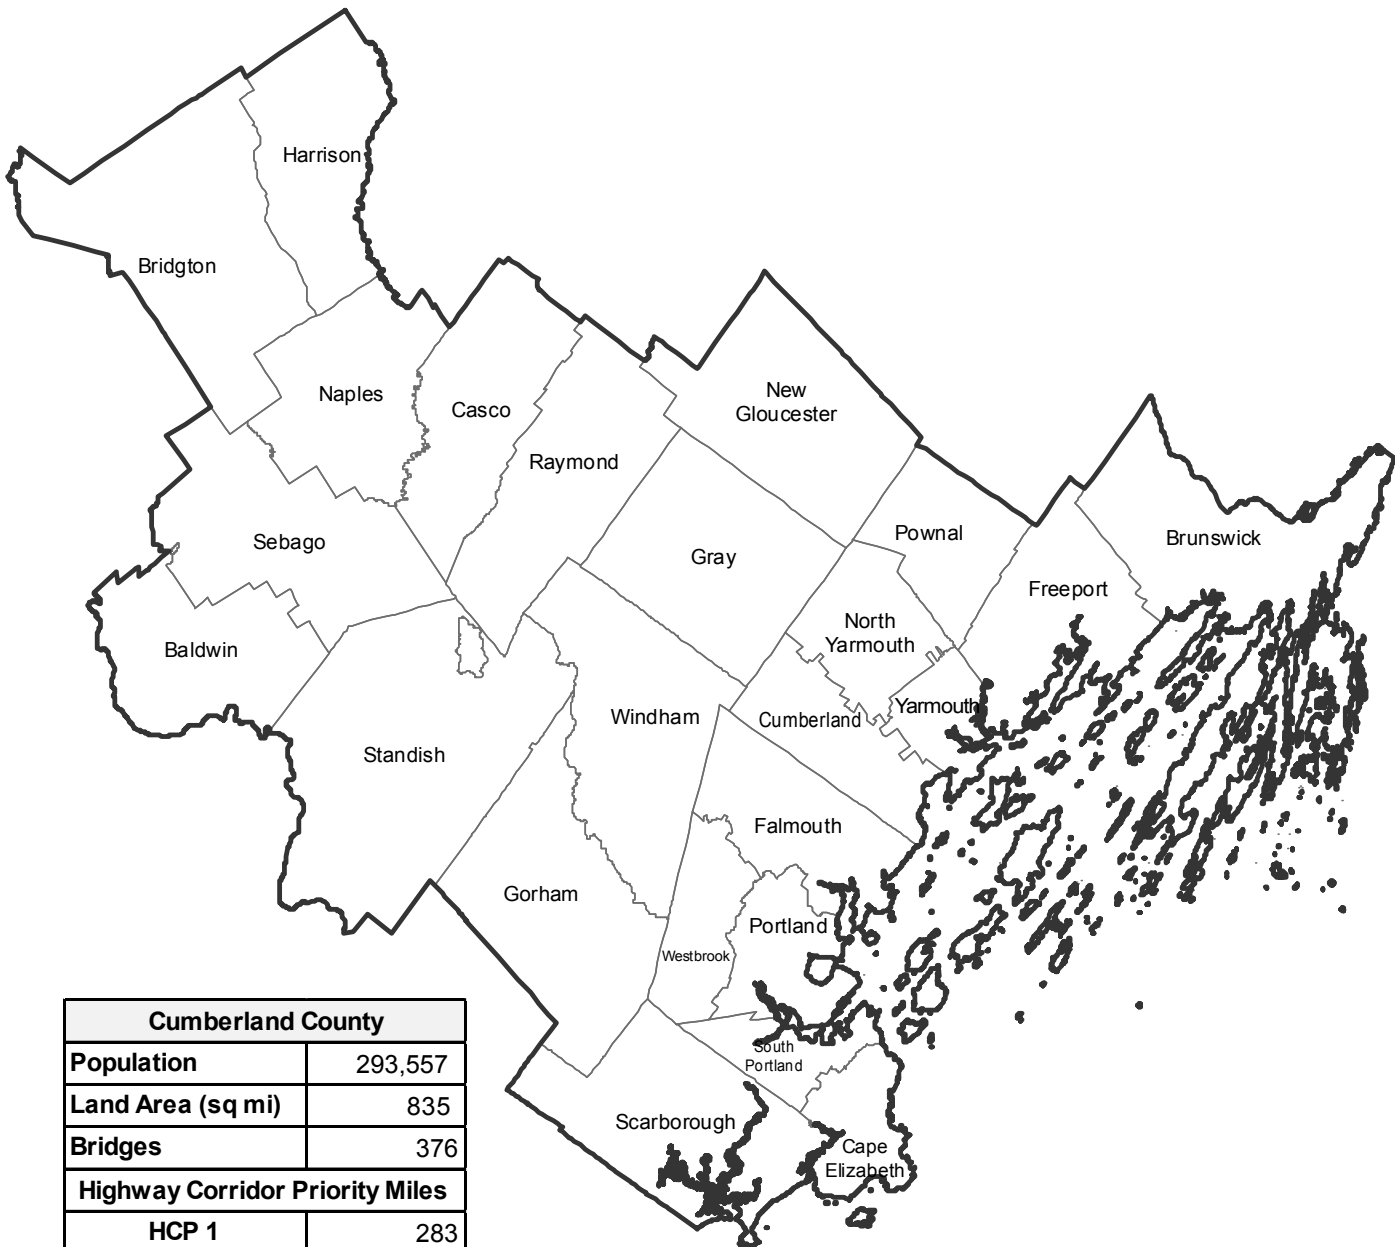 Harrison
Bridgton
Naples
Casco
New
Gloucester
Raymond
Sebago
Gray
Pownal
Brunswick
Freeport
North
Yarmouth
Baldwin
Yarmouth
Windham
Cumberland
Standish
Falmouth
Gorham
Portland
Westbrook
South
Portland
Scarborough
Cape
Elizabeth
Cumberland County
Population 293,557
Land Area (sq mi) 835
Bridges 376
Highway Corridor Priority Miles
HCP 1 283